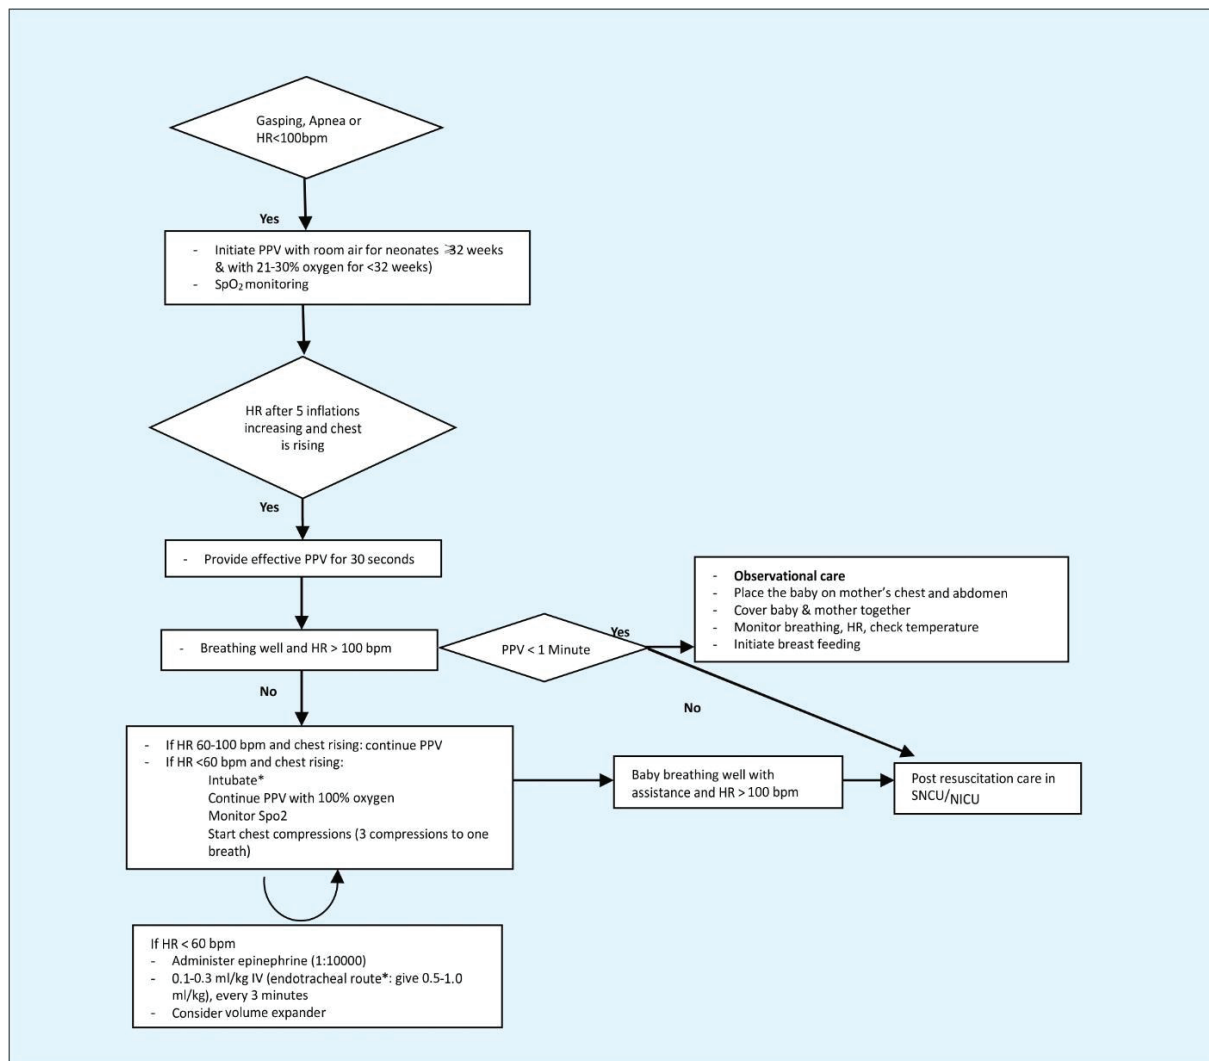 Gasping, Apnea or
HR<100bpm
Yes
- Initiate PPV with room air for neonates ⩾32 weeks
& with 21-30% oxygen for <32 weeks)
- SpO₂ monitoring
HR after 5 inflations
increasing and chest
is rising
Yes
- Provide effective PPV for 30 seconds
- Breathing well and HR > 100 bpm
PPV < 1 Minute
Yes
- Observational care
- Place the baby on mother's chest and abdomen
- Cover baby & mother together
- Monitor breathing, HR, check temperature
- Initiate breast feeding
No
No
- If HR 60-100 bpm and chest rising: continue PPV
- If HR <60 bpm and chest rising:
Intubate*
Continue PPV with 100% oxygen
Monitor Spo2
Start chest compressions (3 compressions to one
breath)
Baby breathing well with
assistance and HR > 100 bpm
Post resuscitation care in
SNCU/NICU
If HR < 60 bpm
- Administer epinephrine (1:10000)
- 0.1-0.3 ml/kg IV (endotracheal route*: give 0.5-1.0
ml/kg), every 3 minutes
- Consider volume expander